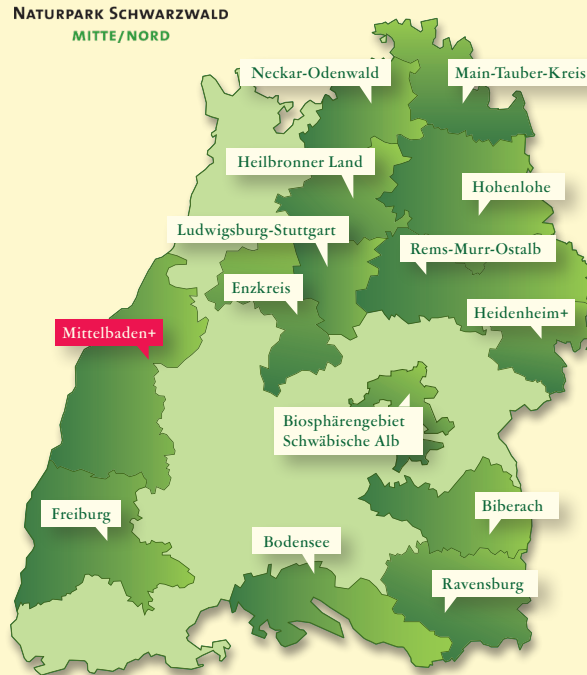 NATURPARK SCHWARZWALD
MITTE/NORD
Neckar-Odenwald
Main-Tauber-Kreis
Heilbronner Land
Hohenlohe
Ludwigsburg-Stuttgart
Rems-Murr-Ostalb
Enzkreis
Heidenheim+
Mittelbaden+
Biosphärengebiet
Schwäbische Alb
Biberach
Freiburg
Bodensee
Ravensburg